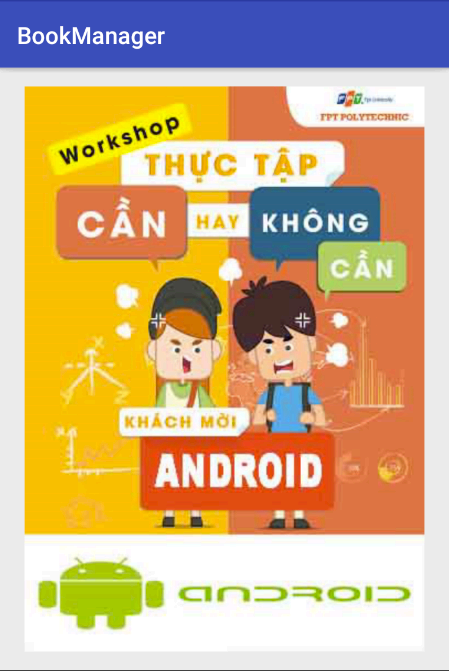 BookManager
FPT POLYTECHNIC
Workshop
THỰC TẬP
CẦN
HAY
KHÔNG
CẦN
KHÁCH MỜI
ANDROID
ANDROID